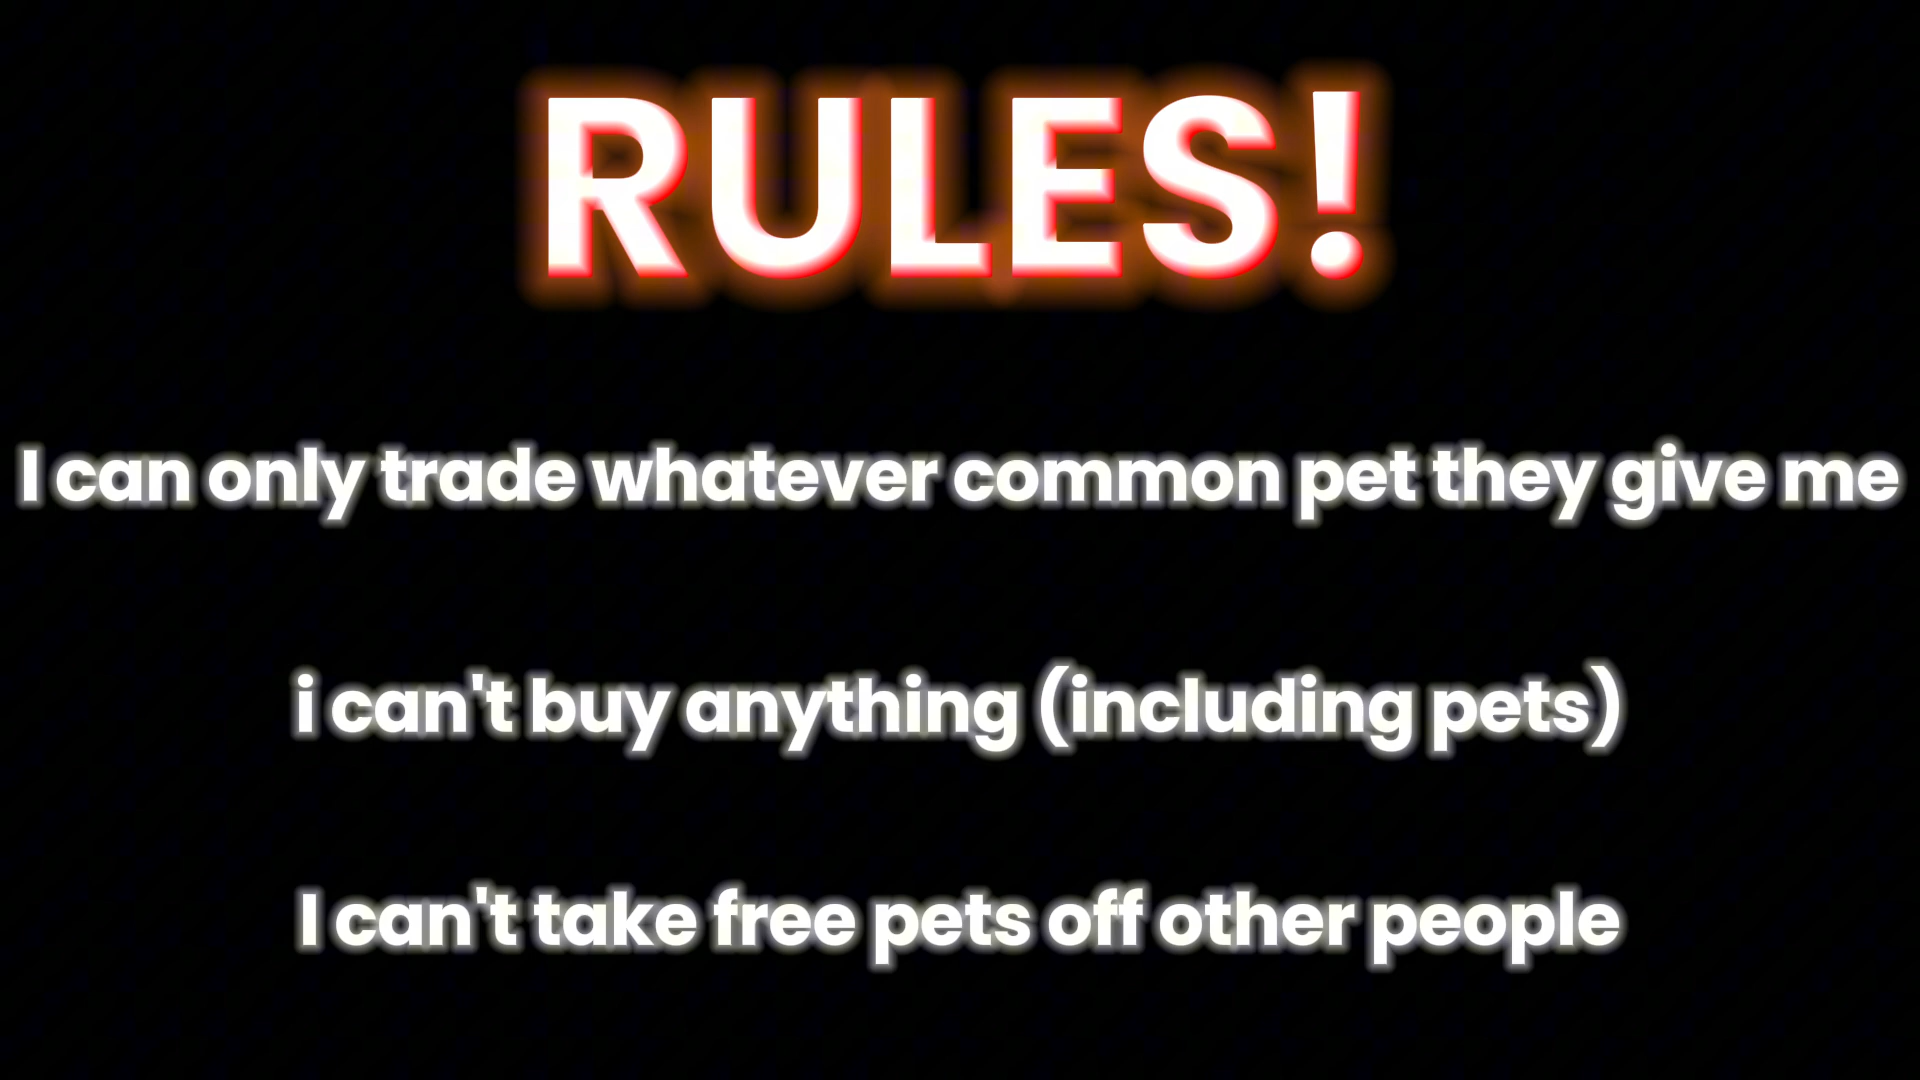 RULES!
I can only trade whatever common pet they give me
i can't buy anything (including pets)
I can't take free pets off other people